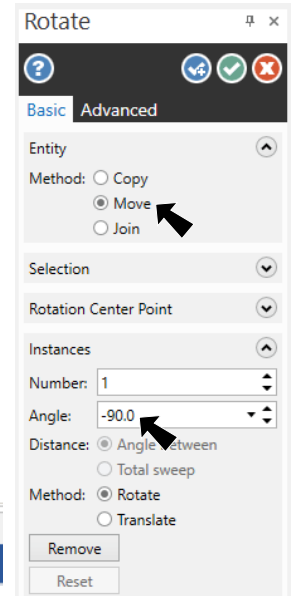 Rotate
Basic Advanced
Entity
Method: Copy
Move
Join
Selection
Rotation Center Point
Instances
Number: 1
Angle: -90.0
Distance: Angle between
Total sweep
Method: Rotate
Translate
Remove
Reset